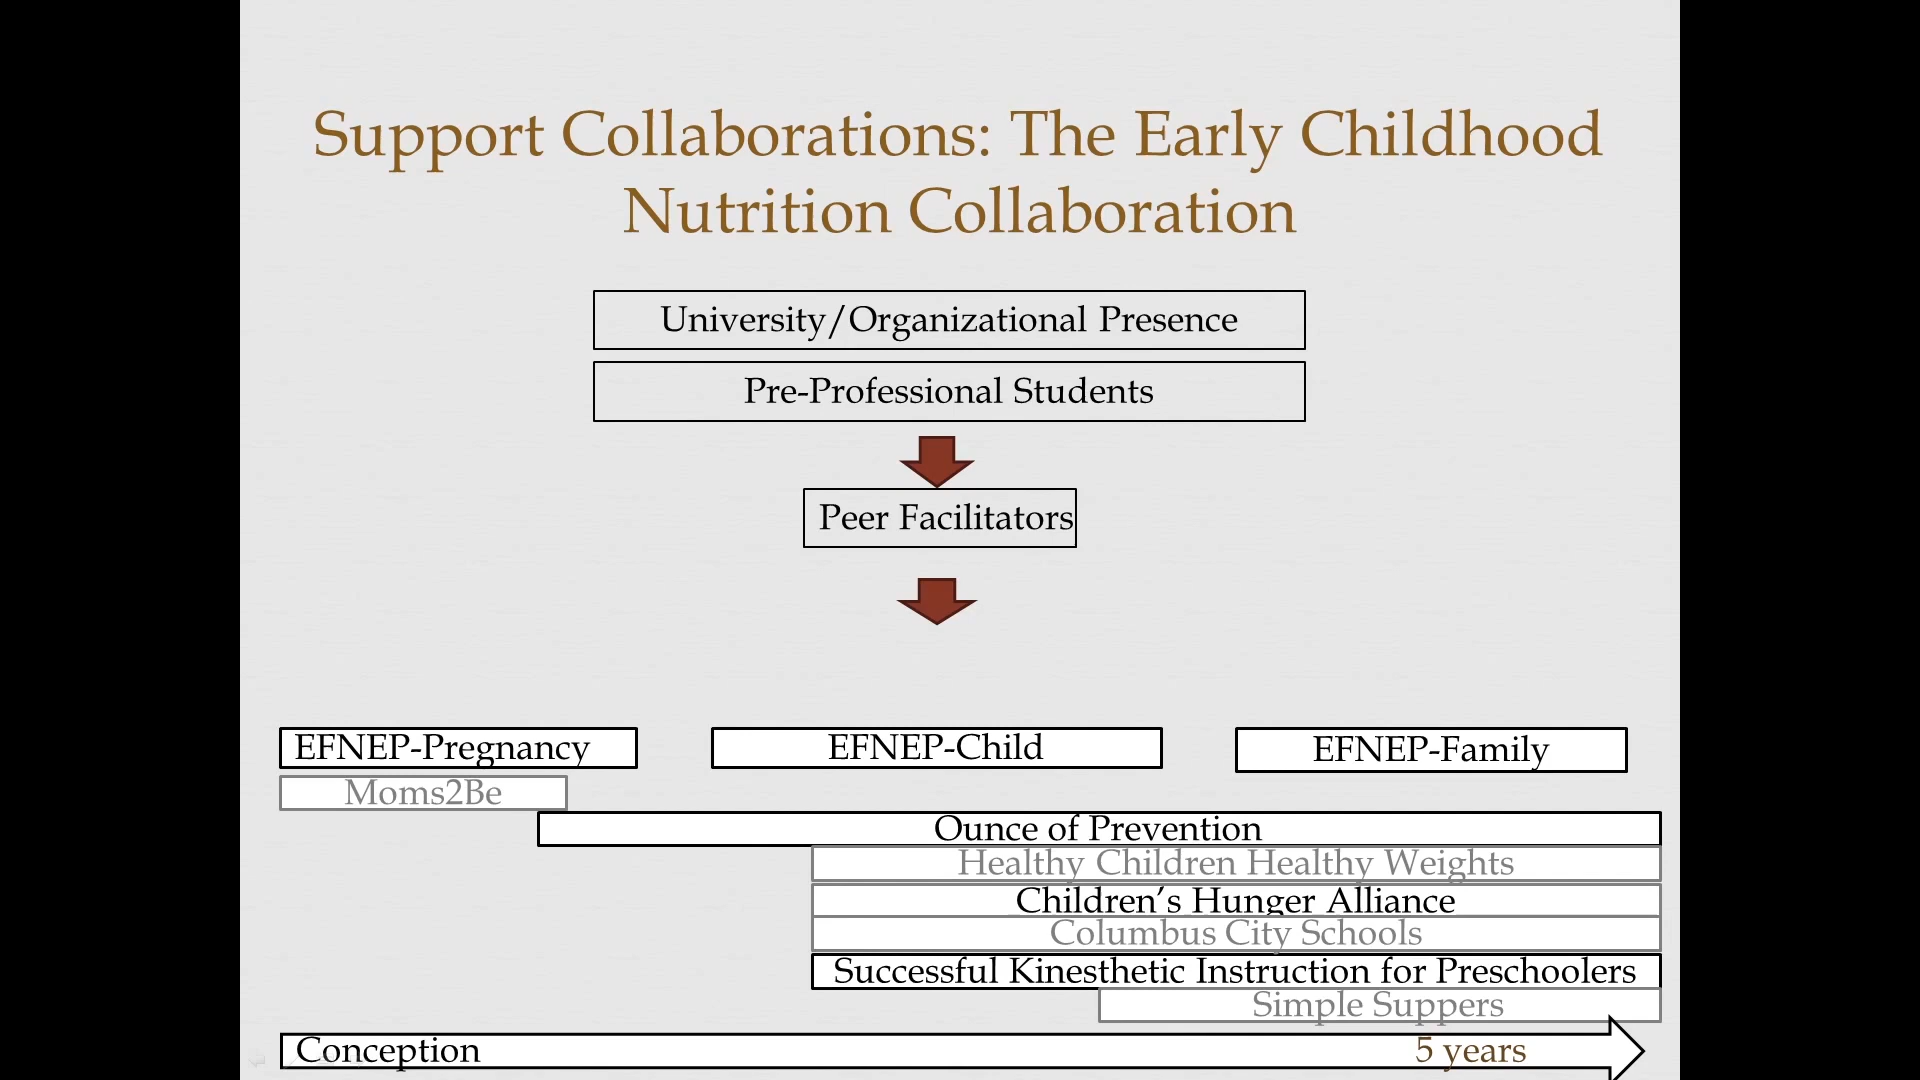 Support Collaborations: The Early Childhood
Nutrition Collaboration
University/Organizational Presence
Pre-Professional Students
Peer Facilitators
EFNEP-Pregnancy
EFNEP-Child
EFNEP-Family
Moms2Be
Ounce of Prevention
Healthy Children Healthy Weights
Children’s Hunger Alliance
Columbus City Schools
Successful Kinesthetic Instruction for Preschoolers
Simple Suppers
Conception
5 years